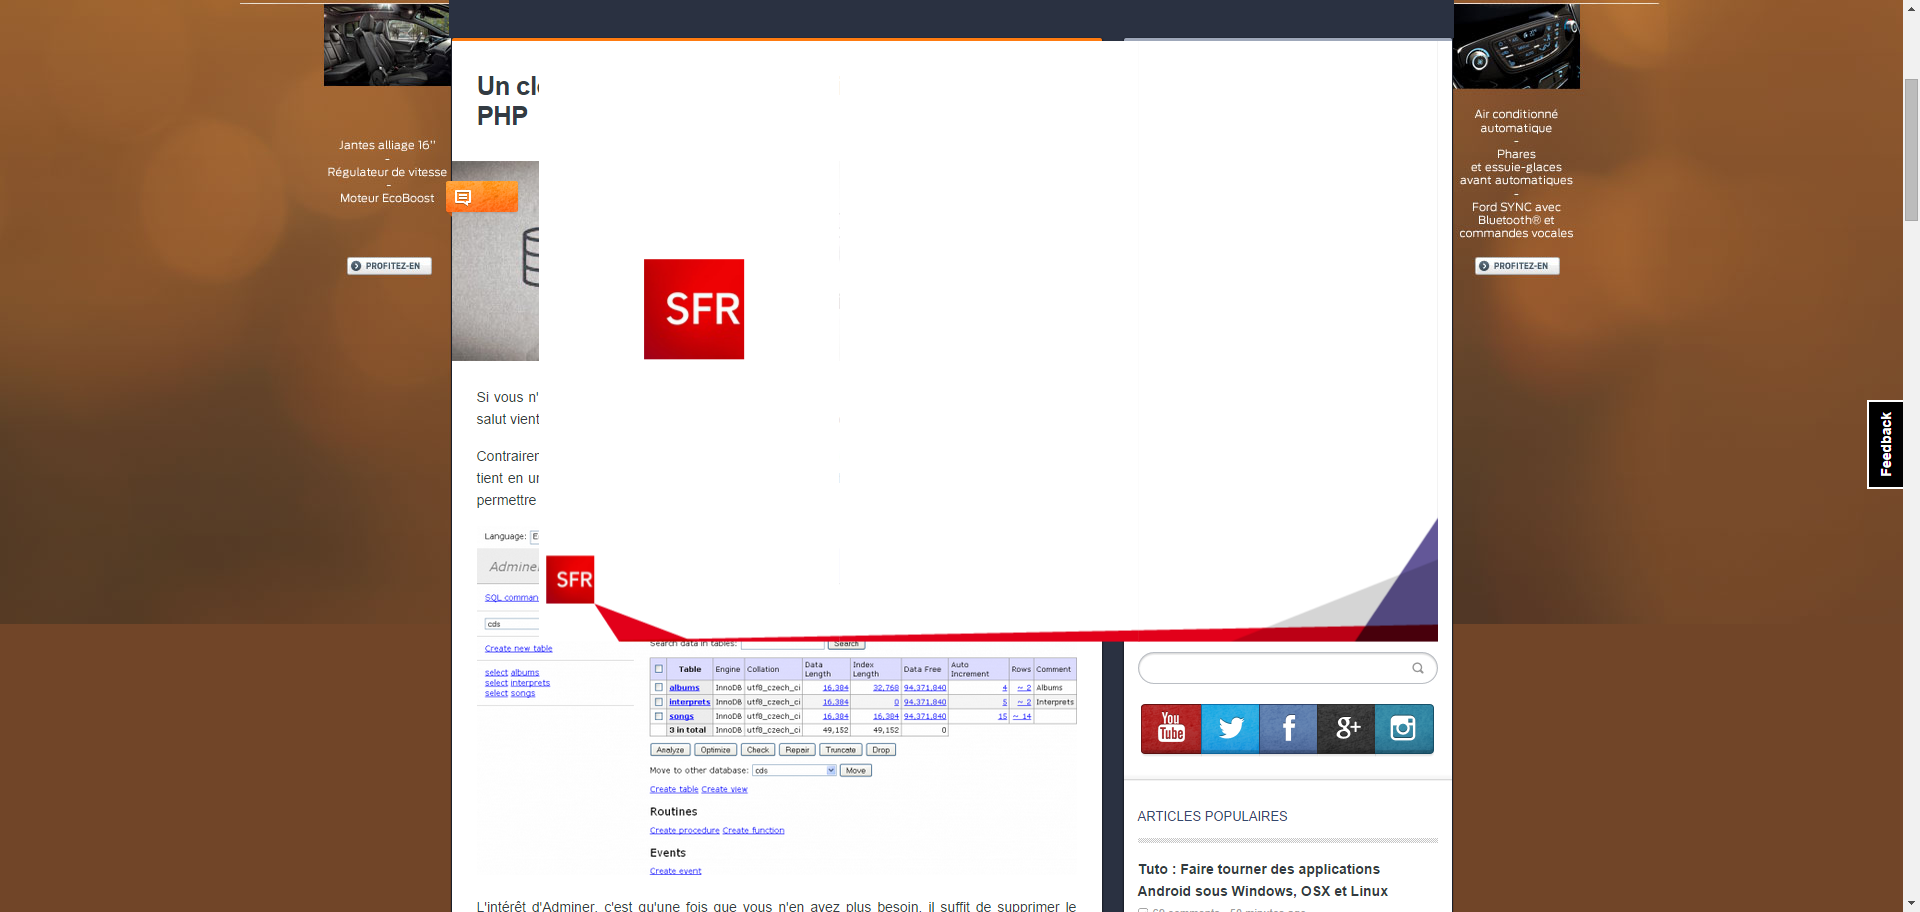 Jantes alliage 16"
-
Régulateur de vitesse
-
Moteur EcoBoost
PROFITEZ-EN
Un cl
PHP
SFR
Si vous n'
salut vient
Contrairer
tient en ur
permettre
Language:
Adminer
SQL comman
cds
Create new table
select albums
select interprets
select songs
SFR
Search data in tables: Search
Table Engine Collation Data Length Index Length Data Free Auto Increment Rows Comment
albums InnoDB utf8_czech_ci 16,384 32,768 94,371,840 4 ~ 2 Albums
interprets InnoDB utf8_czech_ci 16,384 0 94,371,840 5 ~ 2 Interprets
songs InnoDB utf8_czech_ci 16,384 16,384 94,371,840 15 ~ 14
3 in total InnoDB utf8_czech_ci 49,152 49,152 0
Analyze Optimize Check Repair Truncate Drop
Move to other database: cds Move
Create table Create view
Routines
Create procedure Create function
Events
Create event
L'intérêt d'Adminer, c'est qu'une fois que vous n'en avez plus besoin, il suffit de supprimer le
You Tube
f
g+
ARTICLES POPULAIRES
Tuto : Faire tourner des applications
Android sous Windows, OSX et Linux
Air conditionné
automatique
-
Phares
et essuie-glaces
avant automatiques
-
Ford SYNC avec
Bluetooth® et
commandes vocales
PROFITEZ-EN
Feedback